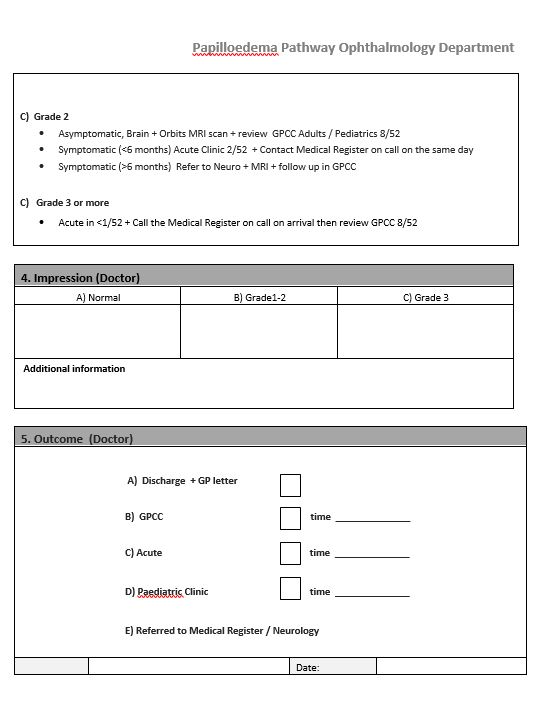 Papilloedema Pathway Ophthalmology Department
C) Grade 2
• Asymptomatic, Brain + Orbits MRI scan + review GPCC Adults / Pediatrics 8/52
• Symptomatic (<6 months) Acute Clinic 2/52 + Contact Medical Register on call on the same day
• Symptomatic (>6 months) Refer to Neuro + MRI + follow up in GPCC
C) Grade 3 or more
• Acute in <1/52 + Call the Medical Register on call on arrival then review GPCC 8/52
4. Impression (Doctor)
A) Normal B) Grade1-2 C) Grade 3
Additional information
5. Outcome (Doctor)
A) Discharge + GP letter
B) GPCC time
C) Acute time
D) Paediatric Clinic time
E) Referred to Medical Register / Neurology
Date: